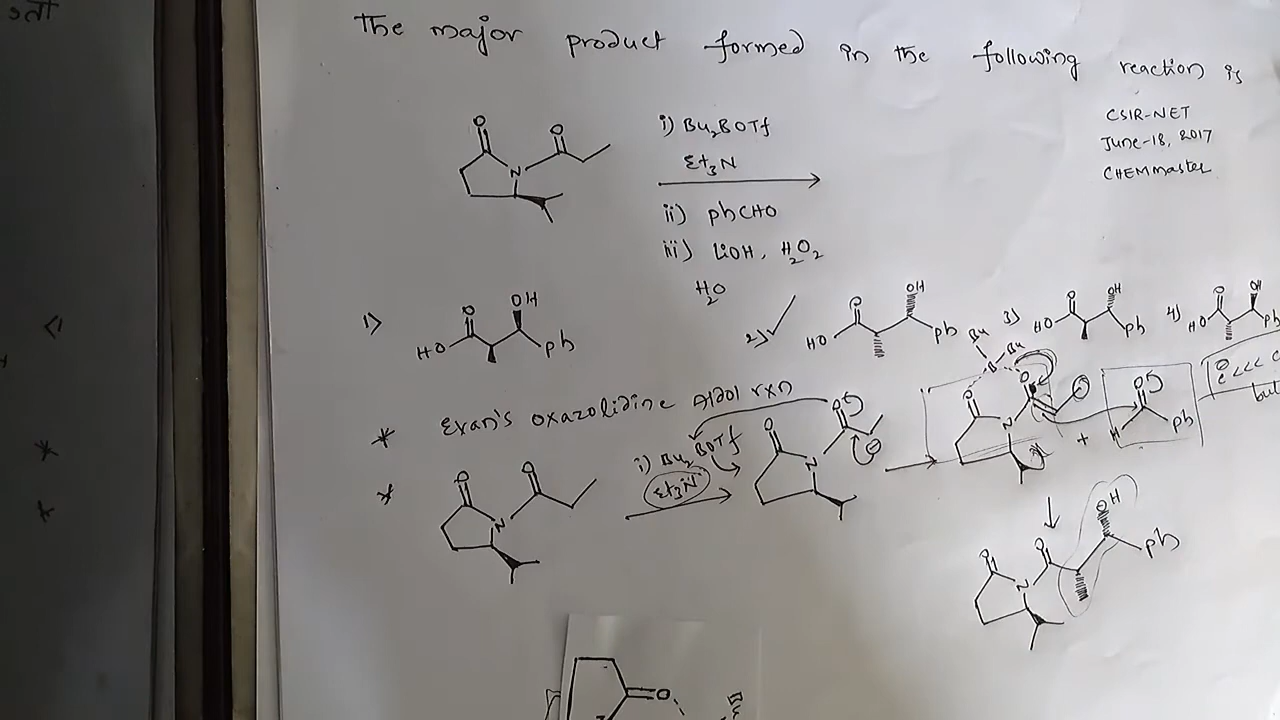 The major product formed in the following reaction is
CSIR-NET
June-18, 2017
CHEMmaster
O
O
N
i) Bu2BOTf
Et3N
ii) phCHO
iii) LiOH, H2O2
H2O
1)
O
OH
HO
ph
2) ✓
O
OH
HO
ph
3)
O
OH
HO
ph
4)
O
OH
HO
ph
* Evan's oxazolidine Aldol rxn
*
O
O
N
i) Bu2BOTf
Et3N
O
O
N
Bu
Bu
B
O
O
N
+
O
H
ph
but
O
O
OH
N
ph
O